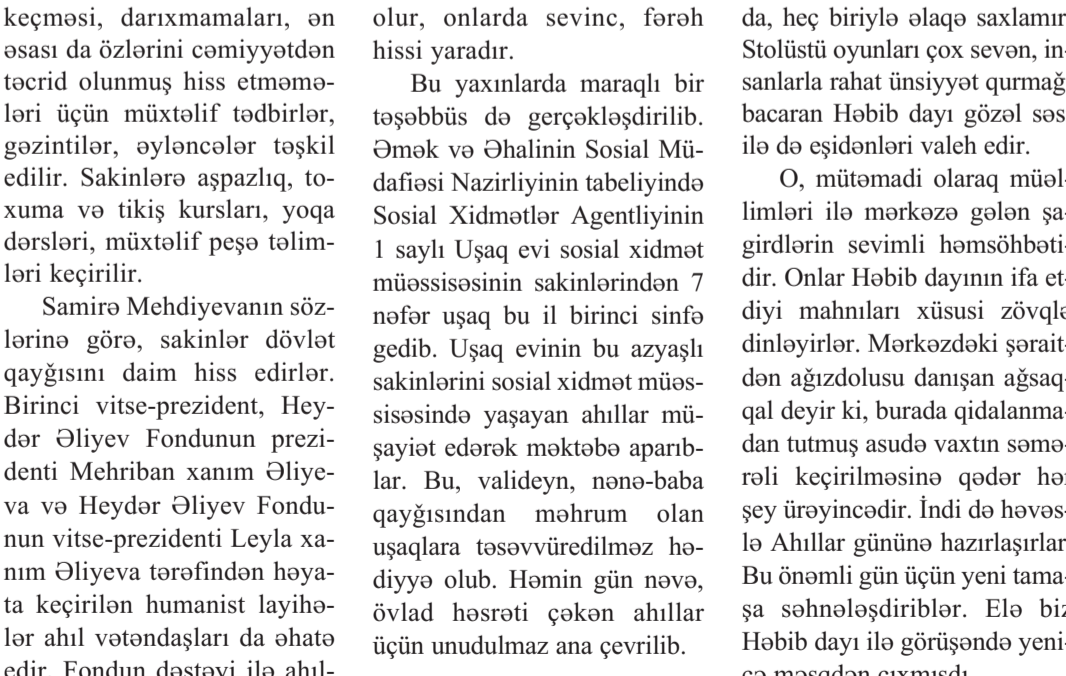 keçməsi, darıxmamaları, ən
əsası da özlərini cəmiyyətdən
təcrid olunmuş hiss etməmə-
ləri üçün müxtəlif tədbirlər,
gəzintilər, əyləncələr təşkil
edilir. Sakinlərə aşpazlıq, to-
xuma və tikiş kursları, yoqa
dərsləri, müxtəlif peşə təlim-
ləri keçirilir.
Samirə Mehdiyevanın söz-
lərinə görə, sakinlər dövlət
qayğısını daim hiss edirlər.
Birinci vitse-prezident, Hey-
dər Əliyev Fondunun prezi-
denti Mehriban xanım Əliye-
va və Heydər Əliyev Fondu-
nun vitse-prezidenti Leyla xa-
nım Əliyeva tərəfindən həya-
ta keçirilən humanist layihə-
lər ahıl vətəndaşları da əhatə
edir. Fondun dəstəyi ilə ahıl-
olur, onlarda sevinc, fərəh
hissi yaradır.
Bu yaxınlarda maraqlı bir
təşəbbüs də gerçəkləşdirilib.
Əmək və Əhalinin Sosial Mü-
dafiəsi Nazirliyinin tabeliyində
Sosial Xidmətlər Agentliyinin
1 saylı Uşaq evi sosial xidmət
müəssisəsinin sakinlərindən 7
nəfər uşaq bu il birinci sinfə
gedib. Uşaq evinin bu azyaşlı
sakinlərini sosial xidmət müəs-
sisəsində yaşayan ahıllar mü-
şayiət edərək məktəbə aparıb-
lar. Bu, valideyn, nənə-baba
qayğısından məhrum olan
uşaqlara təsəvvüredilməz hə-
diyyə olub. Həmin gün nəvə,
övlad həsrəti çəkən ahıllar
üçün unudulmaz ana çevrilib.
da, heç biriylə əlaqə saxlamır
Stolüstü oyunları çox sevən, in-
sanlarla rahat ünsiyyət qurmağ
bacaran Həbib dayı gözəl səs
ilə də eşidənləri valeh edir.
O, mütəmadi olaraq müəl-
limləri ilə mərkəzə gələn şa-
girdlərin sevimli həmsöhbəti-
dir. Onlar Həbib dayının ifa et-
diyi mahnıları xüsusi zövqlə
dinləyirlər. Mərkəzdəki şərait-
dən ağızdolusu danışan ağsaq-
qal deyir ki, burada qidalanma-
dan tutmuş asudə vaxtın səmə-
rəli keçirilməsinə qədər hər
şey ürəyincədir. İndi də həvəs-
lə Ahıllar gününə hazırlaşırlar
Bu önəmli gün üçün yeni tama-
şa səhnələşdiriblər. Elə biz
Həbib dayı ilə görüşəndə yeni-
cə məşqdən çıxmışdı